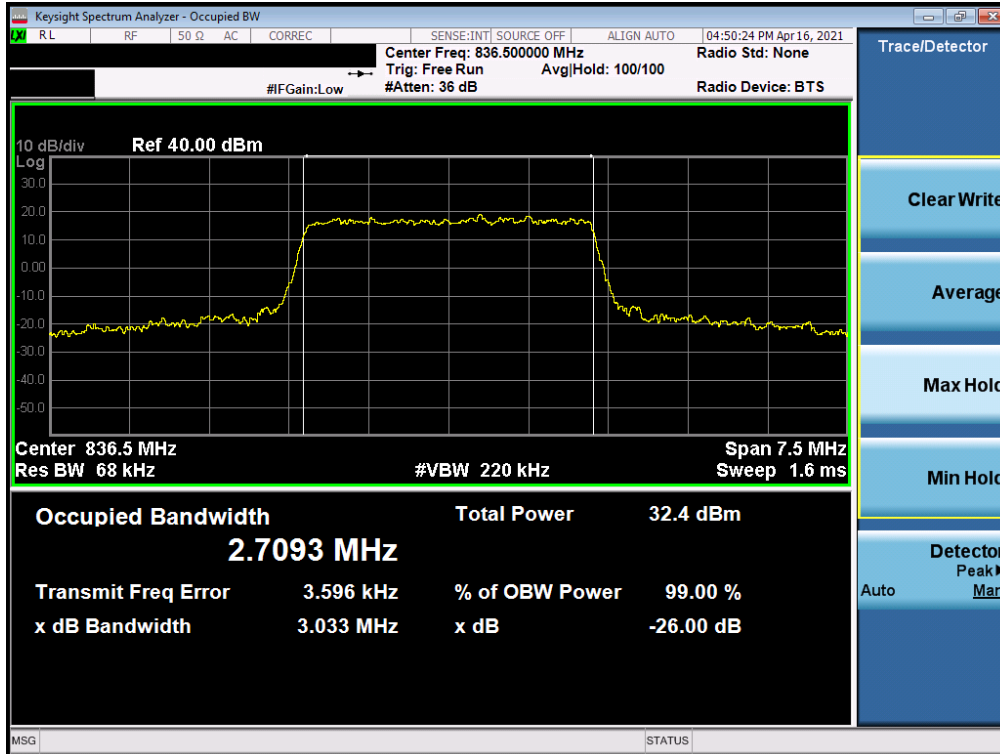 Keysight Spectrum Analyzer - Occupied BW
LXI RL RF 50 Ω AC CORREC SENSE:INT SOURCE OFF ALIGN AUTO 04:50:24 PM Apr 16, 2021
Center Freq: 836.500000 MHz Radio Std: None
Trig: Free Run Avg|Hold: 100/100
#IFGain:Low #Atten: 36 dB Radio Device: BTS
Trace/Detector
10 dB/div Ref 40.00 dBm
Log
30.0
20.0
10.0
0.00
-10.0
-20.0
-30.0
-40.0
-50.0
Center 836.5 MHz Span 7.5 MHz
Res BW 68 kHz #VBW 220 kHz Sweep 1.6 ms
Occupied Bandwidth Total Power 32.4 dBm
2.7093 MHz
Transmit Freq Error 3.596 kHz % of OBW Power 99.00 %
x dB Bandwidth 3.033 MHz x dB -26.00 dB
Clear Write
Average
Max Hold
Min Hold
Detector
Peak▶
Auto Man
MSG STATUS